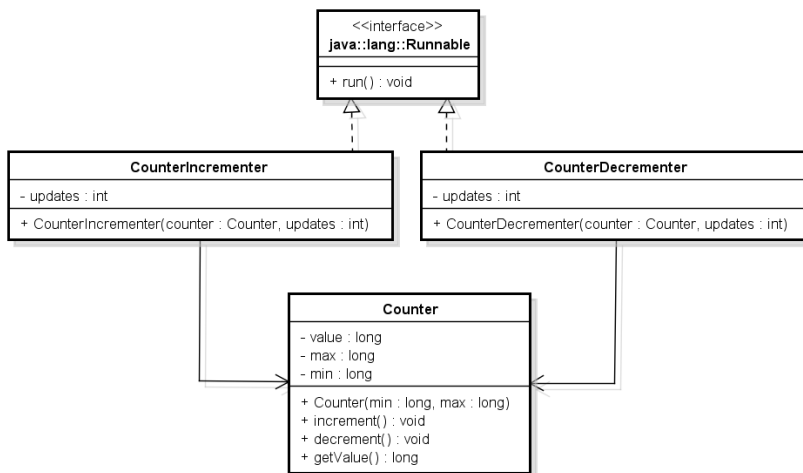 <<interface>>
java::lang::Runnable
+ run() : void
CounterIncrementer
- updates : int
+ CounterIncrementer(counter : Counter, updates : int)
CounterDecrementer
- updates : int
+ CounterDecrementer(counter : Counter, updates : int)
Counter
- value : long
- max : long
- min : long
+ Counter(min : long, max : long)
+ increment() : void
+ decrement() : void
+ getValue() : long